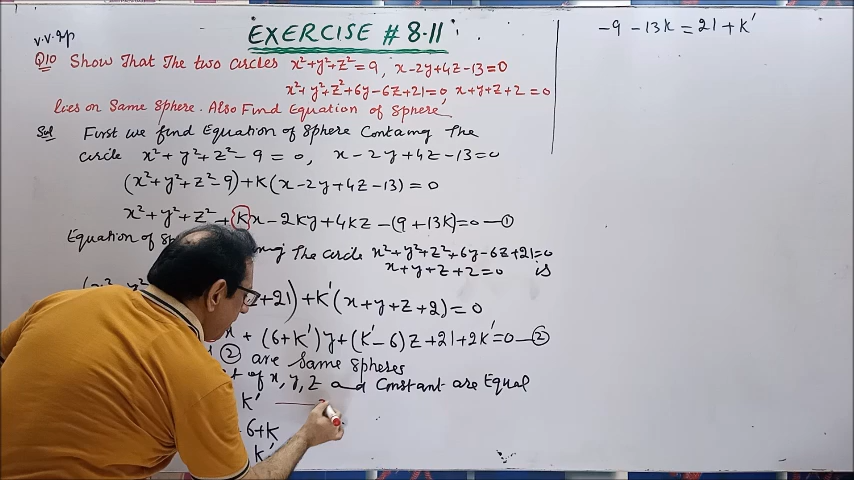 v.v.Imp
EXERCISE # 8.11
Q10 Show That The two circles x²+y²+z²=9, x-2y+4z-13=0
x²+y²+z²+6y-6z+21=0, x+y+z+2=0
lies on Same Sphere. Also Find Equation of Sphere.
Sol First we find Equation of Sphere Containg The
circle x²+y²+z²-9=0, x-2y+4z-13=0
(x²+y²+z²-9)+K(x-2y+4z-13)=0
x²+y²+z²+Kx-2Ky+4Kz-(9+13K)=0—①
Equation of The circle x²+y²+z²+6y-6z+21=0
x+y+z+2=0 is
z+21)+K'(x+y+z+2)=0
x+(6+K')y+(K'-6)z+21+2K'=0—②
② are Same Spheres
of x, y, z and Constant are Equal
K' —
6+K
K'
-9-13K=21+K'